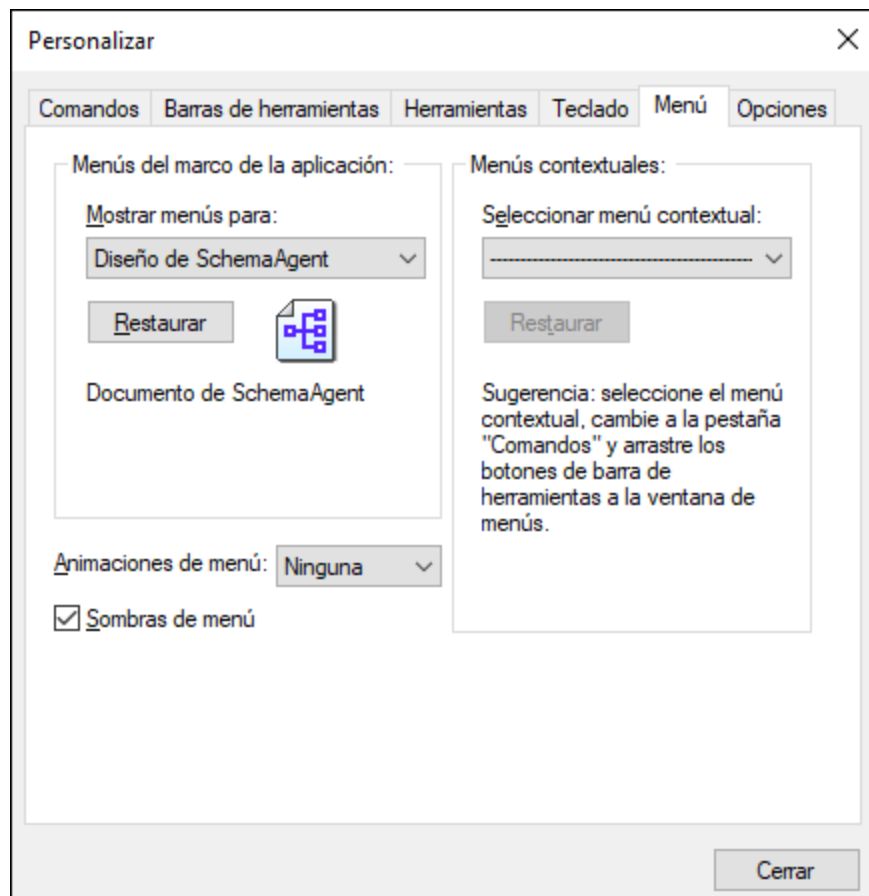 Personalizar
Comandos
Barras de herramientas
Herramientas
Teclado
Menú
Opciones
Menús del marco de la aplicación:
Mostrar menús para:
Diseño de SchemaAgent
Restaurar
Documento de SchemaAgent
Animaciones de menú:
Ninguna
Sombras de menú
Menús contextuales:
Seleccionar menú contextual:
---------------------------------------------
Restaurar
Sugerencia: seleccione el menú
contextual, cambie a la pestaña
"Comandos" y arrastre los
botones de barra de
herramientas a la ventana de
menús.
Cerrar